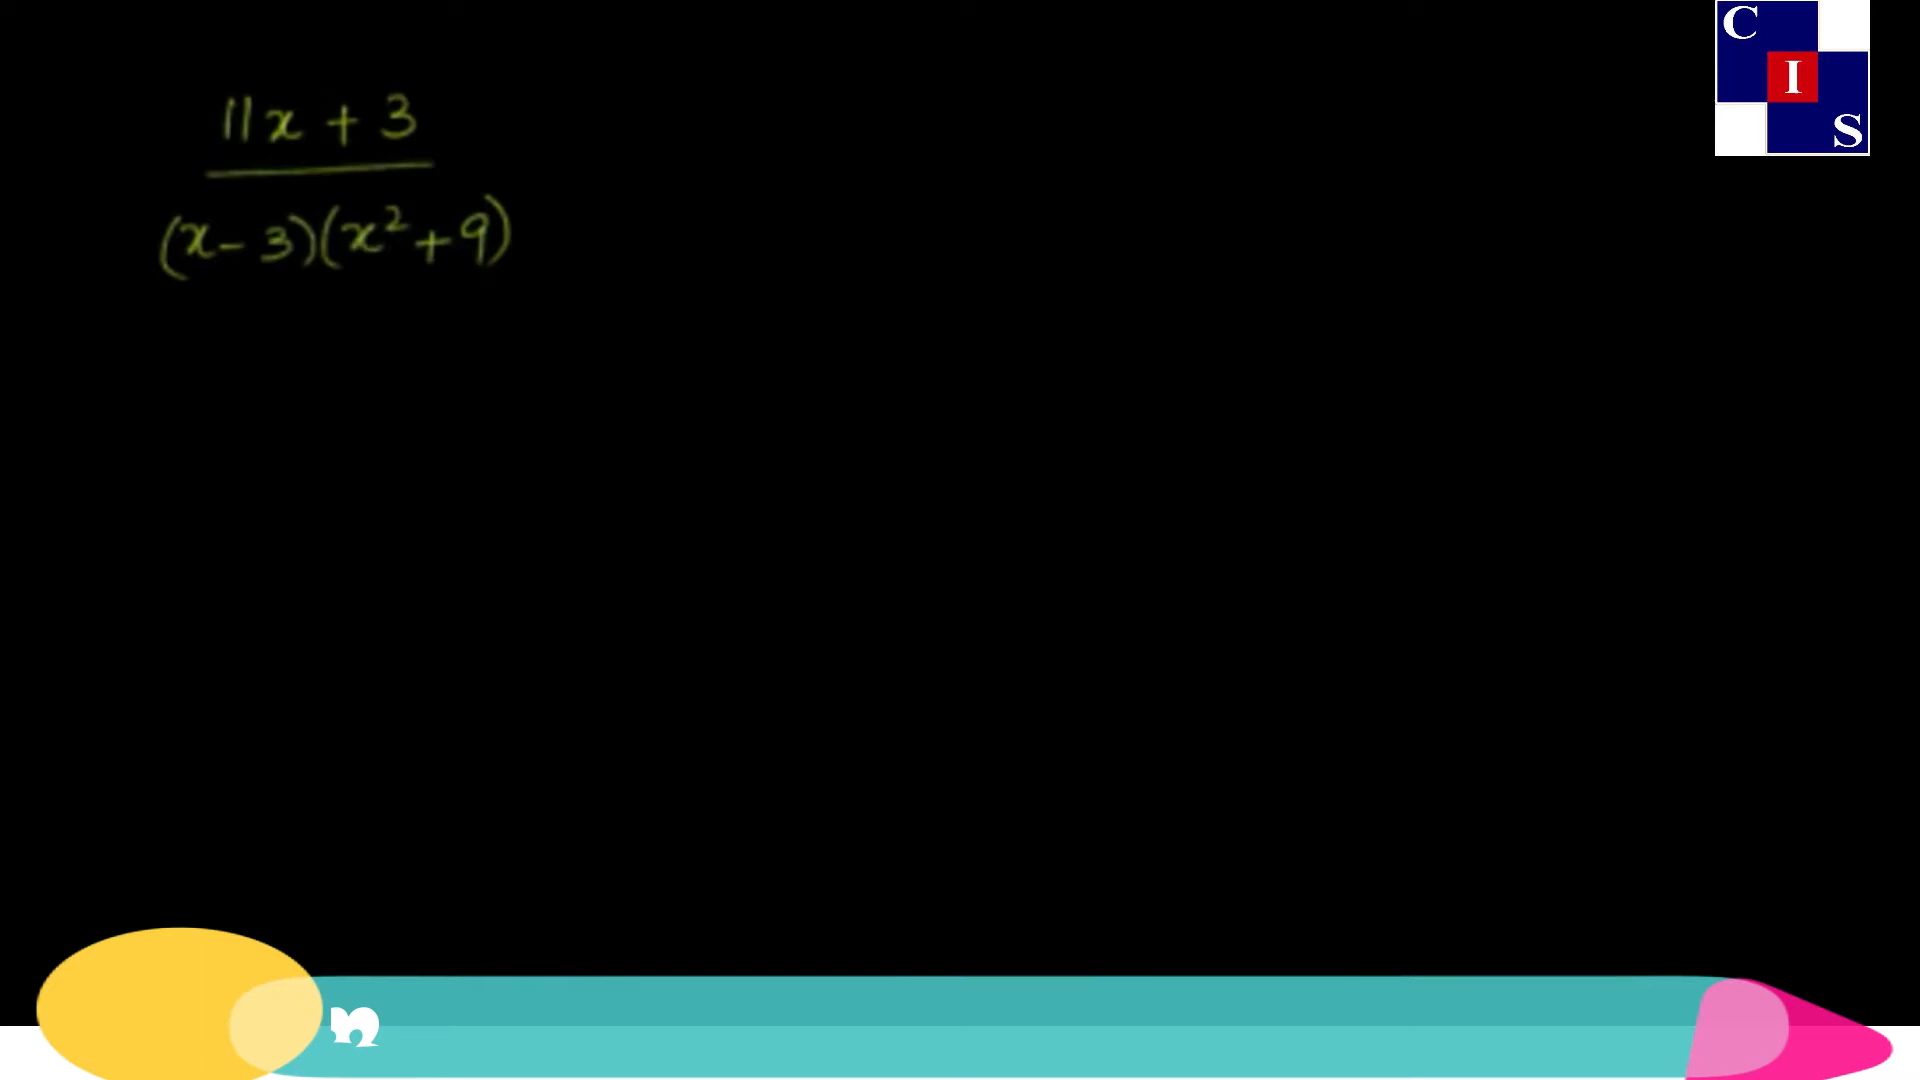 11x + 3
(x - 3)(x² + 9)
C
I
S